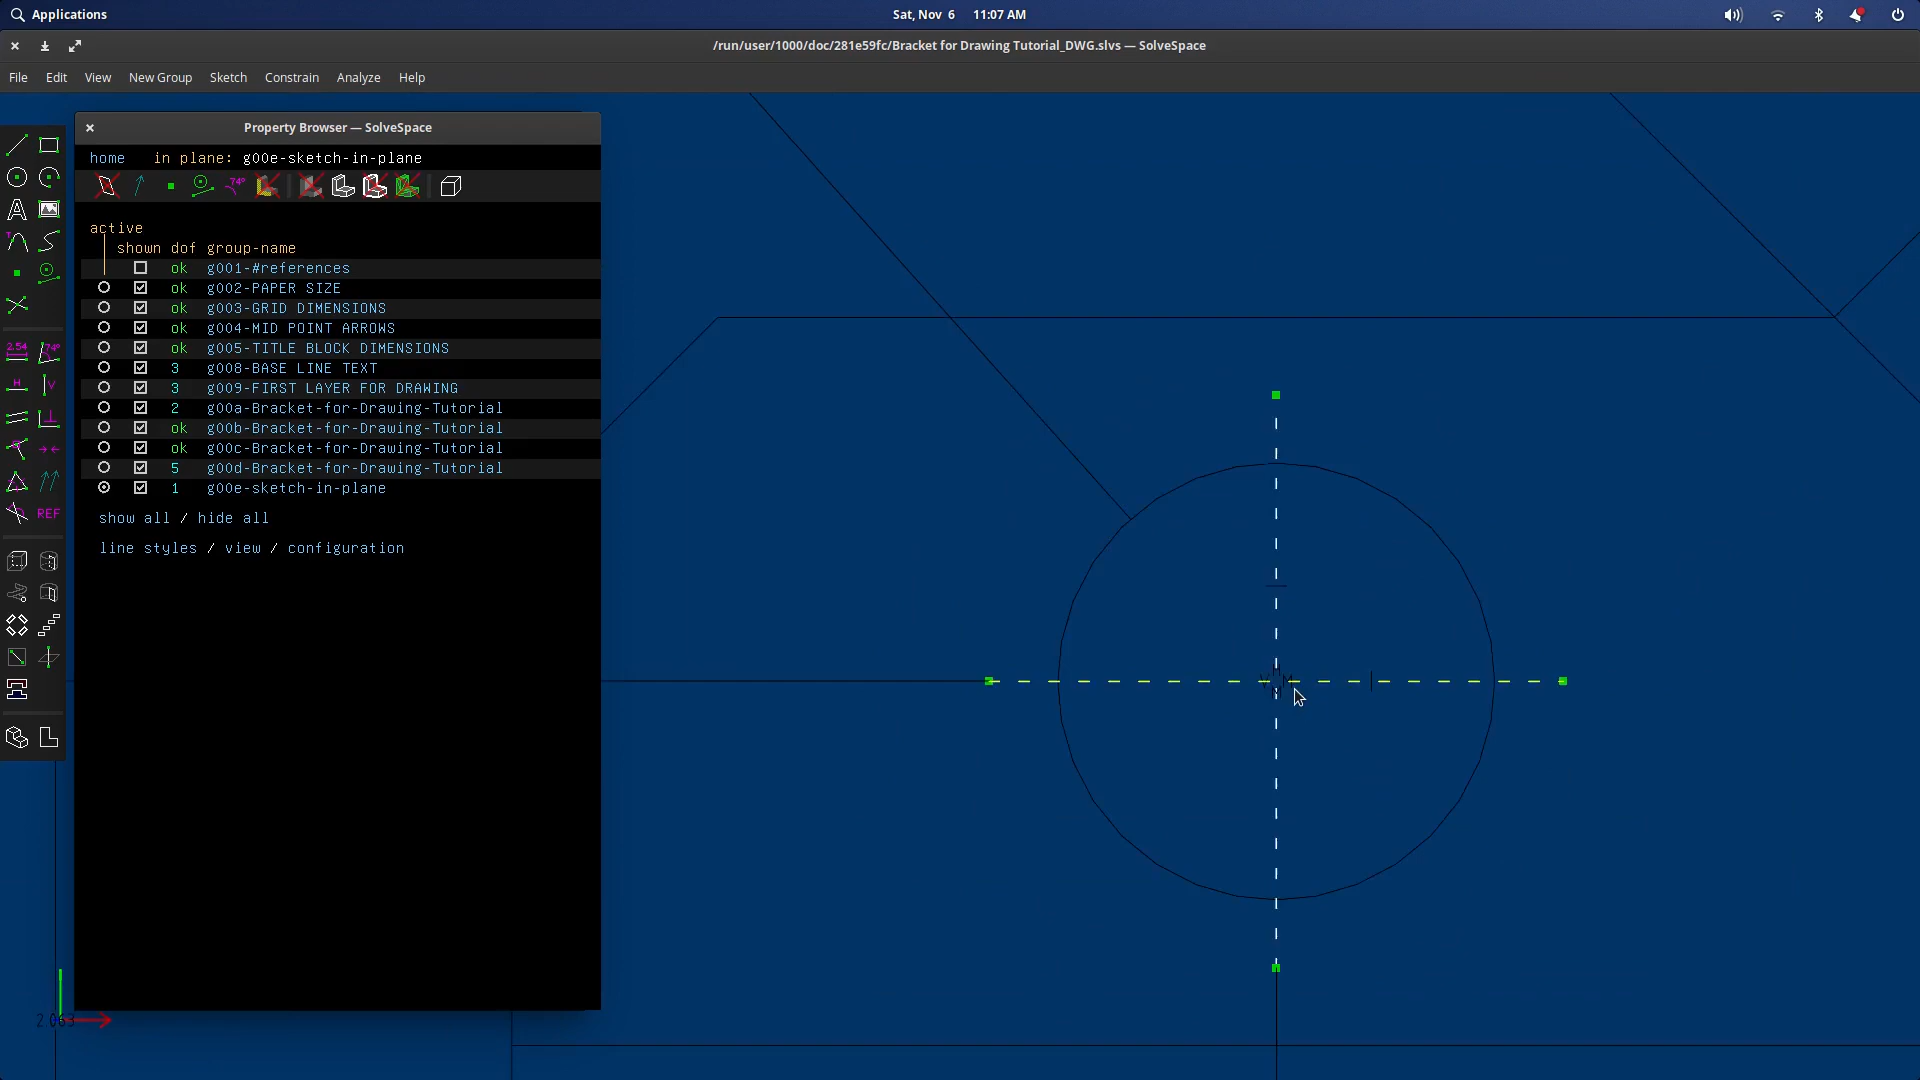 Applications
Sat, Nov 6 11:07 AM
/run/user/1000/doc/281e59fc/Bracket for Drawing Tutorial_DWG.slvs — SolveSpace
File Edit View New Group Sketch Constrain Analyze Help
Property Browser — SolveSpace
home in plane: g00e-sketch-in-plane
active
shown dof group-name
ok g001-#references
ok g002-PAPER SIZE
ok g003-GRID DIMENSIONS
ok g004-MID POINT ARROWS
ok g005-TITLE BLOCK DIMENSIONS
3 g008-BASE LINE TEXT
3 g009-FIRST LAYER FOR DRAWING
2 g00a-Bracket-for-Drawing-Tutorial
ok g00b-Bracket-for-Drawing-Tutorial
ok g00c-Bracket-for-Drawing-Tutorial
5 g00d-Bracket-for-Drawing-Tutorial
1 g00e-sketch-in-plane
show all / hide all
line styles / view / configuration
2.54 74°
H V
REF